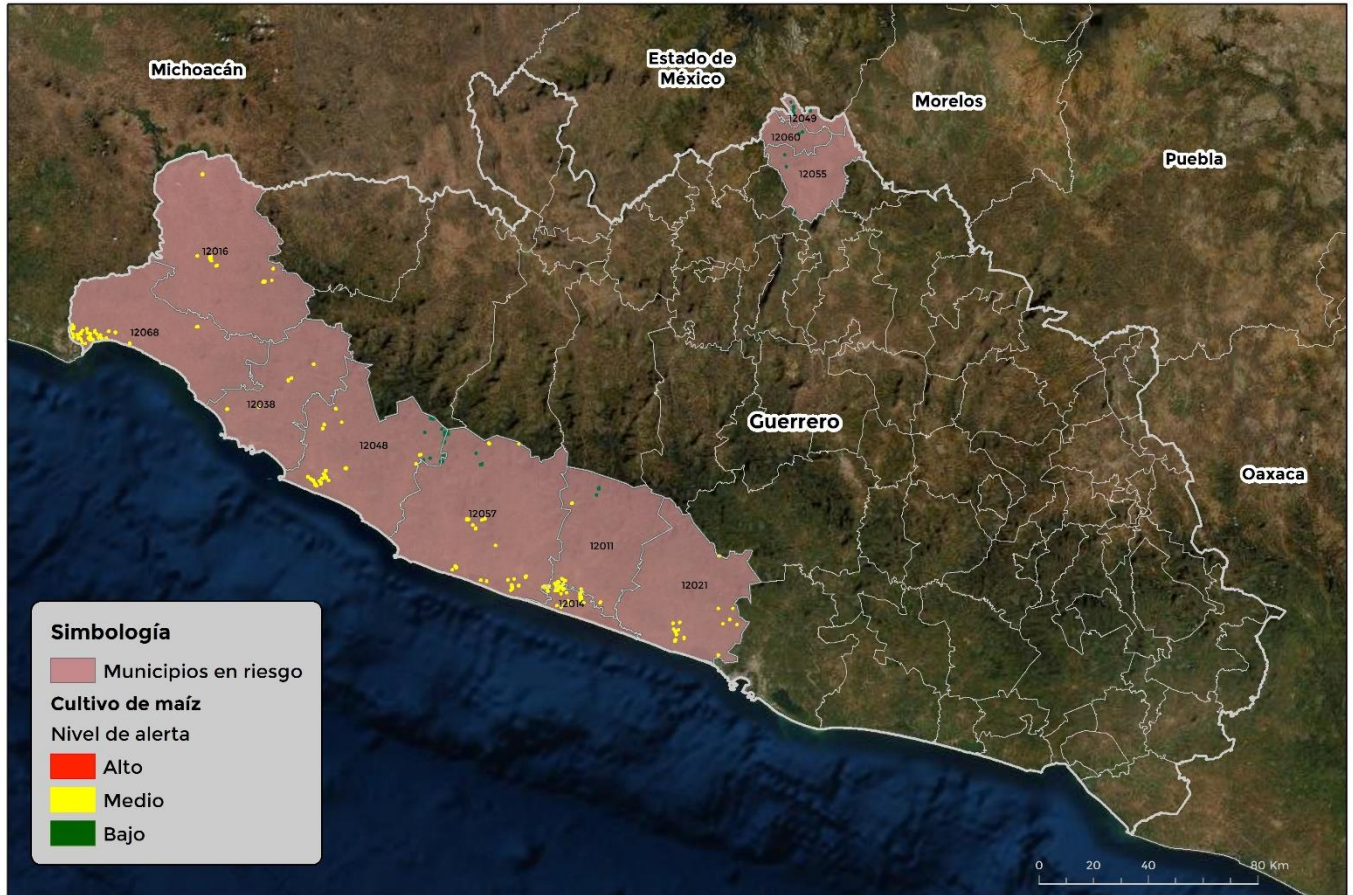 Michoacán
Estado de
México
Morelos
Puebla
Guerrero
Oaxaca
12049
12060
12055
12016
12068
12038
12048
12057
12011
12021
12014
Simbología
Municipios en riesgo
Cultivo de maíz
Nivel de alerta
Alto
Medio
Bajo
0 20 40 80 Km